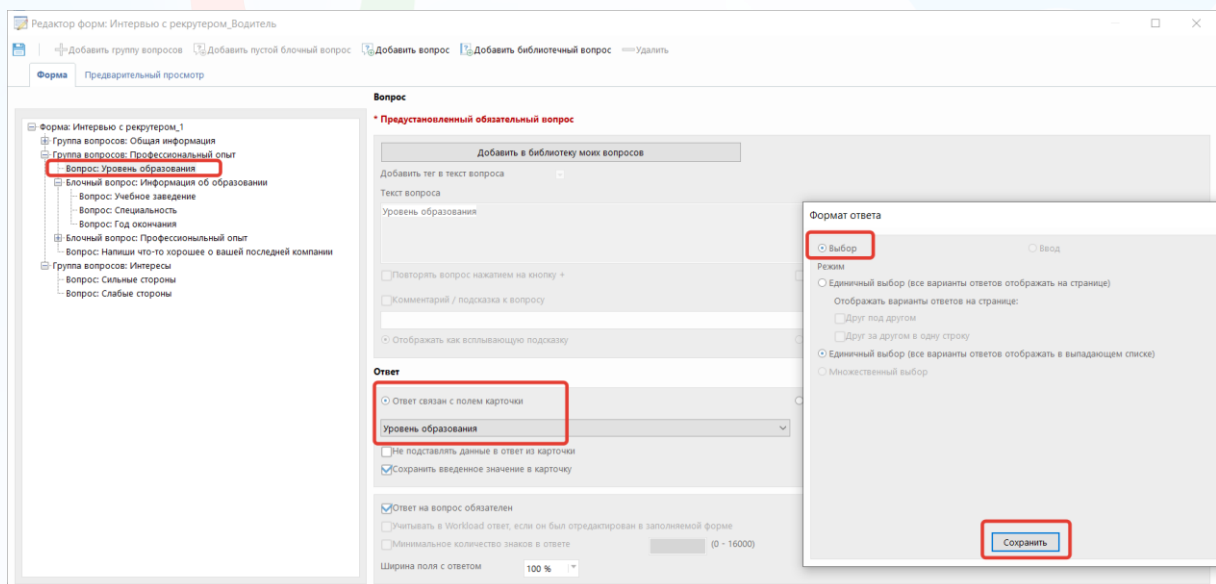 Редактор форм: Интервью с рекрутером_Водитель
Добавить группу вопросов Добавить пустой блочный вопрос Добавить вопрос Добавить библиотечный вопрос Удалить
Форма Предварительный просмотр
Форма: Интервью с рекрутером_1
Группа вопросов: Общая информация
Группа вопросов: Профессиональный опыт
Вопрос: Уровень образования
Блочный вопрос: Информация об образовании
Вопрос: Учебное заведение
Вопрос: Специальность
Вопрос: Год окончания
Блочный вопрос: Профессиональный опыт
Вопрос: Напиши что-то хорошее о вашей последней компании
Группа вопросов: Интересы
Вопрос: Сильные стороны
Вопрос: Слабые стороны
Вопрос
* Предустановленный обязательный вопрос
Добавить в библиотеку моих вопросов
Добавить тег в текст вопроса
Текст вопроса
Уровень образования
Повторять вопрос нажатием на кнопку +
Комментарий / подсказка к вопросу
Отображать как всплывающую подсказку
Ответ
Ответ связан с полем карточки
Уровень образования
Не подставлять данные в ответ из карточки
Сохранить введенное значение в карточку
Ответ на вопрос обязателен
Учитывать в Workload ответ, если он был отредактирован в заполняемой форме
Минимальное количество знаков в ответе (0 - 16000)
Ширина поля с ответом 100 %
Формат ответа
Выбор Ввод
Режим
Единичный выбор (все варианты ответов отображать на странице)
Отображать варианты ответов на странице:
Друг под другом
Друг за другом в одну строку
Единичный выбор (все варианты ответов отображать в выпадающем списке)
Множественный выбор
Сохранить